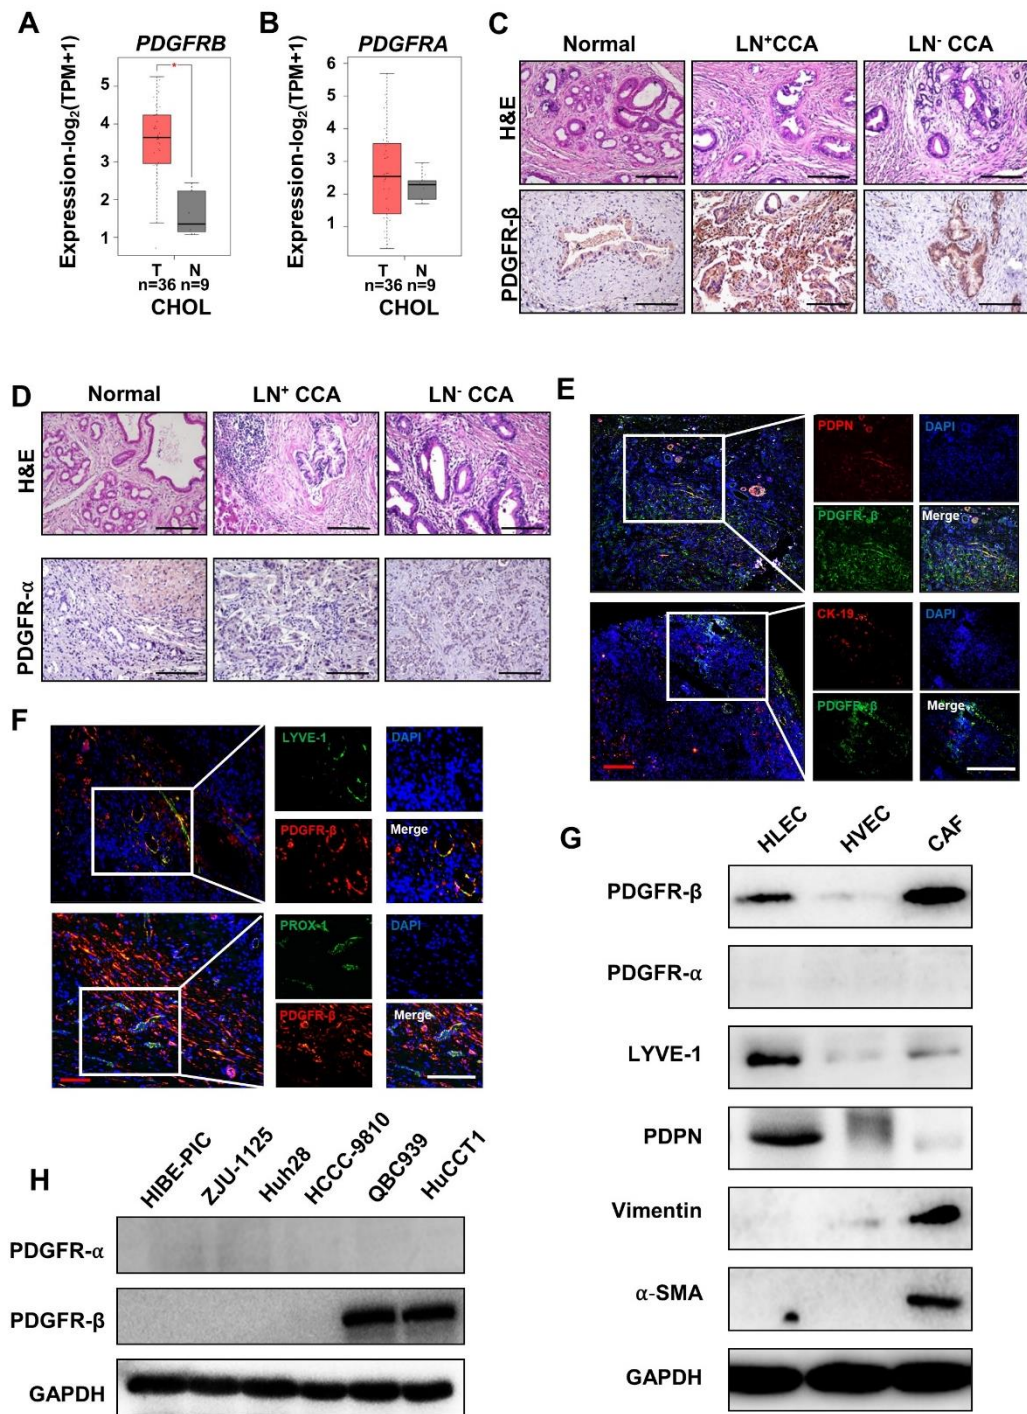 A
PDGFRB
Expression-log2(TPM+1)
5
4
3
2
1
*
T N
n=36 n=9
CHOL
B
PDGFRA
Expression-log2(TPM+1)
6
5
4
3
2
1
T N
n=36 n=9
CHOL
C
Normal LN⁺CCA LN⁻ CCA
H&E
PDGFR-β
D
Normal LN⁺ CCA LN⁻ CCA
H&E
PDGFR-α
E
PDPN DAPI
PDGFR- β Merge
CK-19 DAPI
PDGFR-β Merge
F
LYVE-1 DAPI
PDGFR-β Merge
PROX-1 DAPI
PDGFR-β Merge
G
HLEC HVEC CAF
PDGFR-β
PDGFR-α
LYVE-1
PDPN
Vimentin
α-SMA
GAPDH
H
HIBE-PIC ZJU-1125 Huh28 HCCC-9810 QBC939 HuCCT1
PDGFR-α
PDGFR-β
GAPDH